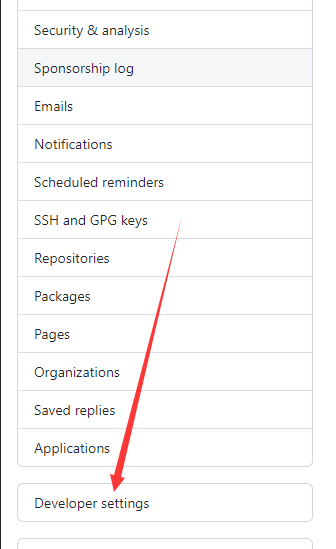 Security & analysis
Sponsorship log
Emails
Notifications
Scheduled reminders
SSH and GPG keys
Repositories
Packages
Pages
Organizations
Saved replies
Applications
Developer settings